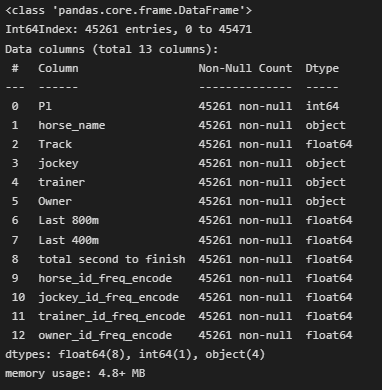 <class 'pandas.core.frame.DataFrame'>
Int64Index: 45261 entries, 0 to 45471
Data columns (total 13 columns):
 #   Column                  Non-Null Count  Dtype
---  ------                  --------------  -----
 0   Pl                      45261 non-null  int64
 1   horse_name              45261 non-null  object
 2   Track                   45261 non-null  float64
 3   jockey                  45261 non-null  object
 4   trainer                 45261 non-null  object
 5   Owner                   45261 non-null  object
 6   Last 800m               45261 non-null  float64
 7   Last 400m               45261 non-null  float64
 8   total second to finish  45261 non-null  float64
 9   horse_id_freq_encode    45261 non-null  float64
 10  jockey_id_freq_encode   45261 non-null  float64
 11  trainer_id_freq_encode  45261 non-null  float64
 12  owner_id_freq_encode    45261 non-null  float64
dtypes: float64(8), int64(1), object(4)
memory usage: 4.8+ MB